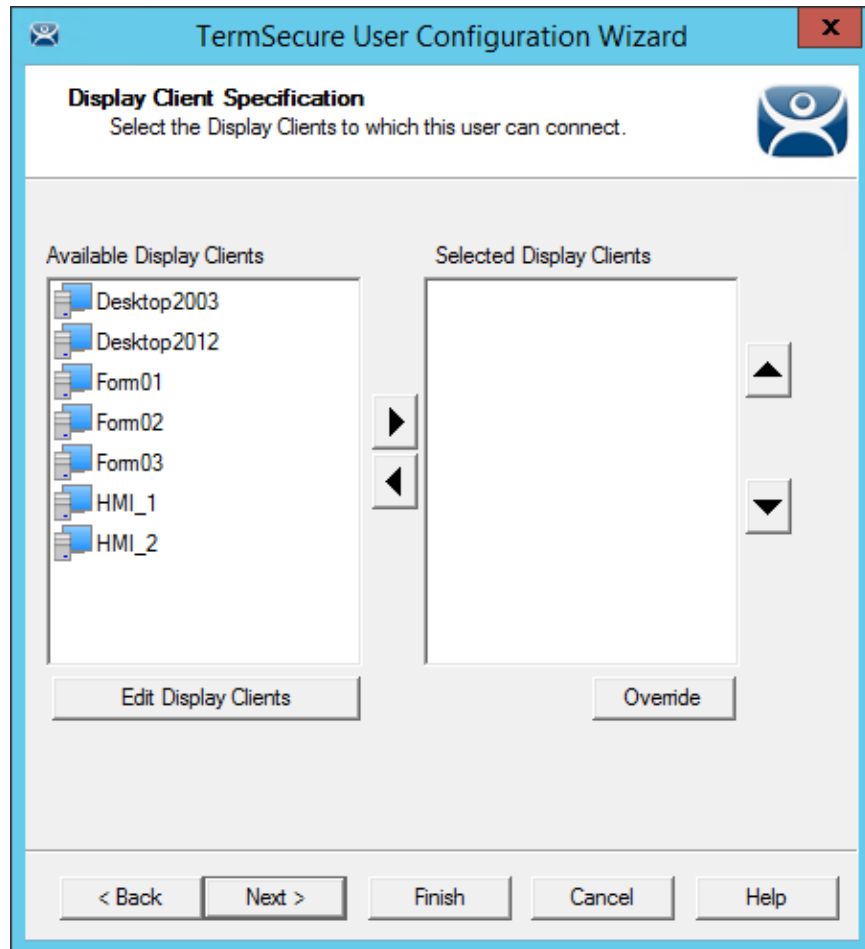 TermSecure User Configuration Wizard
x
Display Client Specification
Select the Display Clients to which this user can connect.
Available Display Clients
Selected Display Clients
Desktop2003
Desktop2012
Form01
Form02
Form03
HMI_1
HMI_2
Edit Display Clients
Override
< Back
Next >
Finish
Cancel
Help